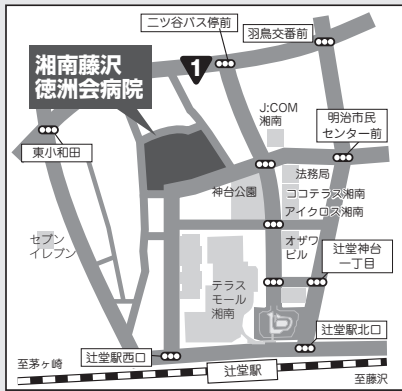 二ツ谷バス停前
羽鳥交番前
湘南藤沢
徳洲会病院
1
J:COM
湘南
明治市民
センター前
東小和田
法務局
神台公園
ココテラス湘南
アイクロス湘南
セブン
イレブン
オザワ
ビル
辻堂神台
一丁目
テラス
モール
湘南
辻堂駅北口
辻堂駅西口
至茅ヶ崎
辻堂駅
至藤沢